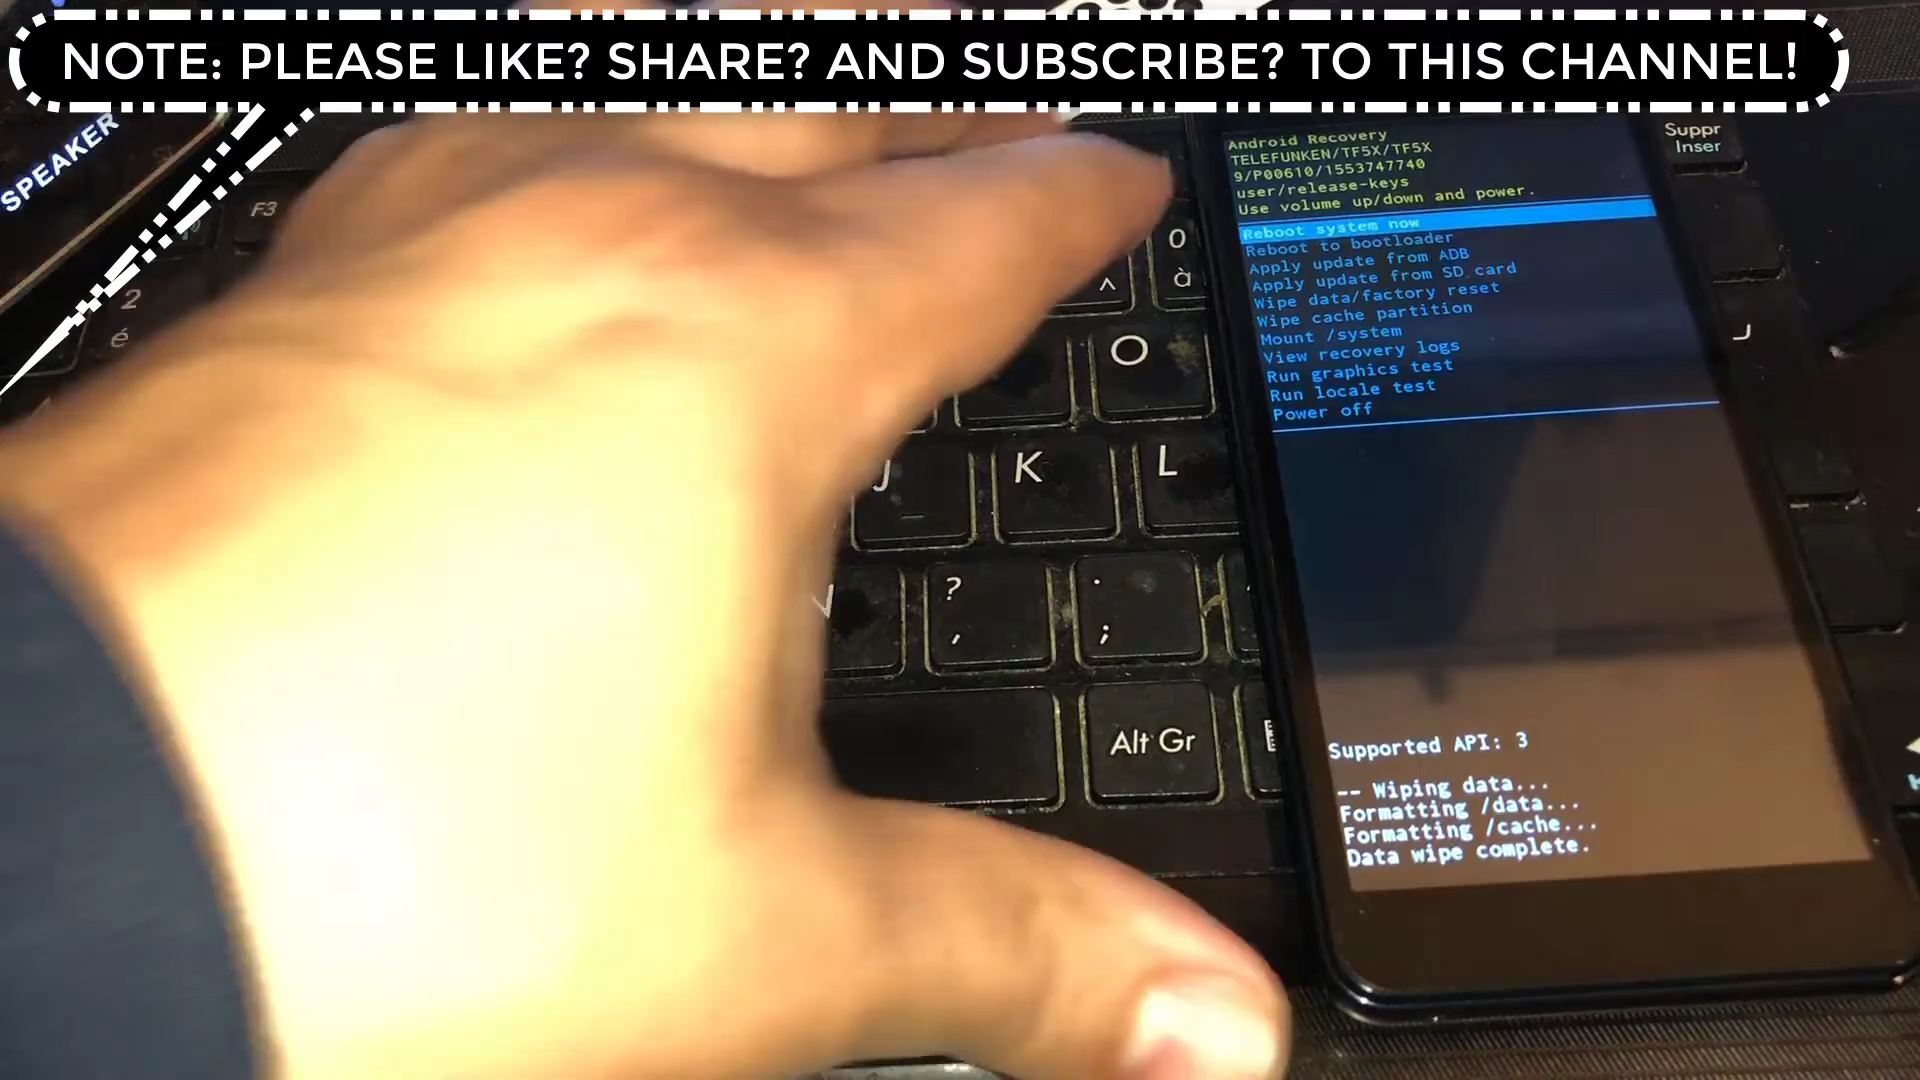 NOTE: PLEASE LIKE? SHARE? AND SUBSCRIBE? TO THIS CHANNEL!
SPEAKER
F3
2
é
0
à
^
O
J
K
L
N
?
,
.
;
Alt Gr
Suppr
Inser
Android Recovery
TELEFUNKEN/TF5X/TF5X
9/P00610/1553747740
user/release-keys
Use volume up/down and power.
Reboot system now
Reboot to bootloader
Apply update from ADB
Apply update from SD card
Wipe data/factory reset
Wipe cache partition
Mount /system
View recovery logs
Run graphics test
Run locale test
Power off
Supported API: 3
-- Wiping data...
Formatting /data...
Formatting /cache...
Data wipe complete.